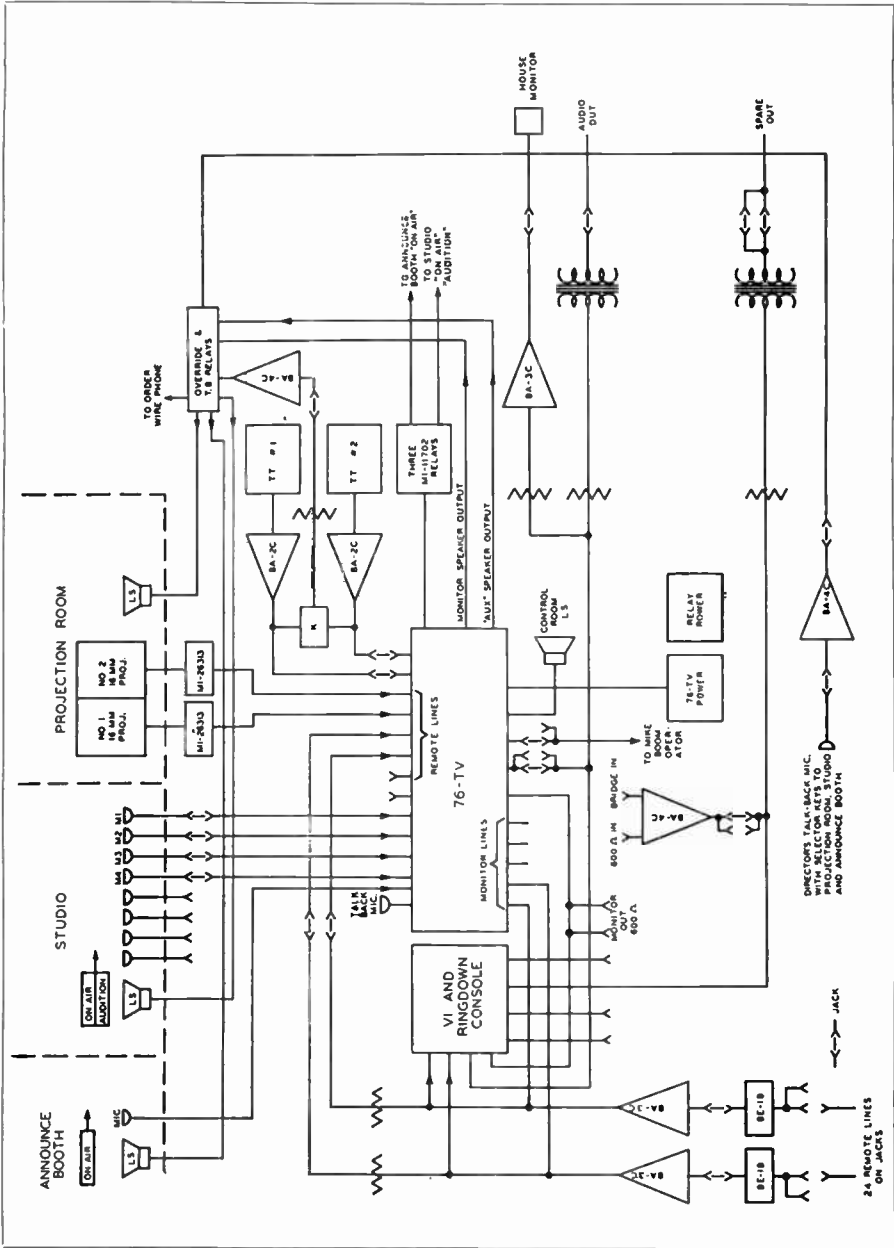 ANNOUNCE
BOOTH
ON AIR
LS
MIC
STUDIO
ON AIR
AUDITION
LS
M4
M3
M2
M1
PROJECTION ROOM
NO 1
16 MM
PROJ.
NO 2
16 MM
PROJ.
LS
MI-26313
MI-26313
TO ORDER
WIRE PHONE
OVERRIDE &
T.B RELAYS
BA-4C
TT #1
TT #2
BA-2C
BA-2C
K
TO ANNOUNCE
BOOTH "ON AIR"
TO STUDIO
"ON AIR"
"AUDITION"
THREE
MI-11702
RELAYS
MONITOR SPEAKER OUTPUT
"AUX" SPEAKER OUTPUT
TALK
BACK
MIC.
REMOTE LINES
76-TV
MONITOR LINES
VI AND
RINGDOWN
CONSOLE
CONTROL
ROOM
LS
76-TV
POWER
RELAY
POWER
TO MIKE
BOOM
OPER-
ATOR
MONITOR
OUT
600 Ω
600 Ω IN
BRIDGE IN
BA-4C
BA-3C
HOUSE
MONITOR
AUDIO
OUT
SPARE
OUT
BA-4C
DIRECTOR'S TALK-BACK MIC.
WITH SELECTOR KEYS TO
PROJECTION ROOM, STUDIO
AND ANNOUNCE BOOTH
BA-3C
BA-3C
BE-1B
BE-1B
24 REMOTE LINES
ON JACKS
JACK